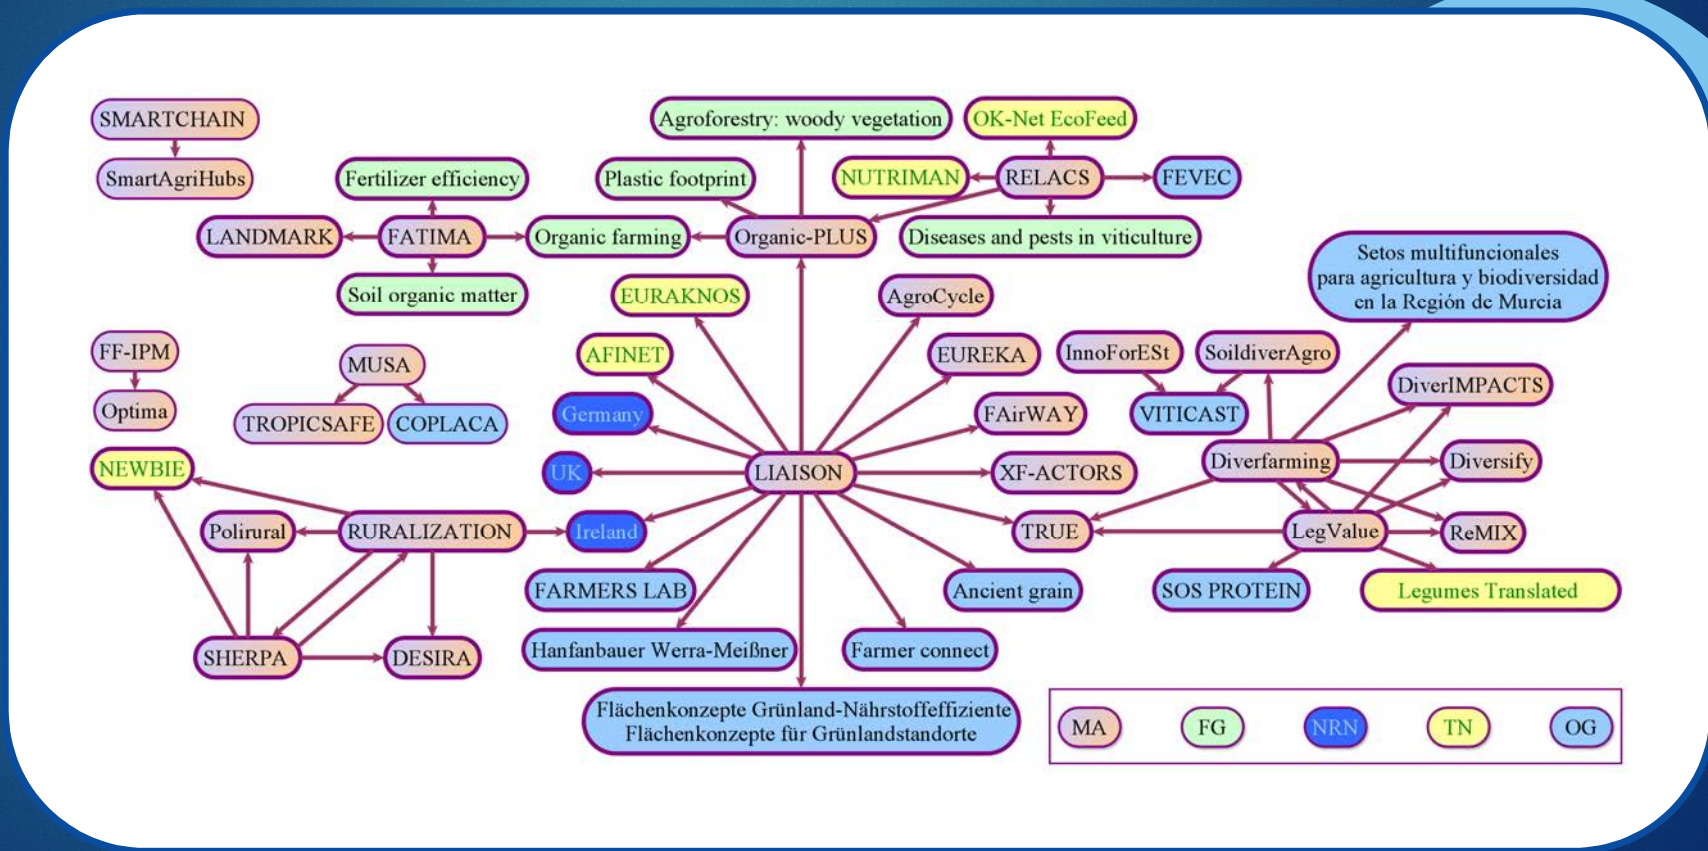 SMARTCHAIN
Agroforestry: woody vegetation
OK-Net EcoFeed
SmartAgriHubs
Fertilizer efficiency
Plastic footprint
NUTRIMAN
RELACS
FEVEC
LANDMARK
FATIMA
Organic farming
Organic-PLUS
Diseases and pests in viticulture
Setos multifuncionales
para agricultura y biodiversidad
en la Región de Murcia
Soil organic matter
EURAKNOS
AgroCycle
FF-IPM
MUSA
AFINET
EUREKA
InnoForESt
SoildiverAgro
DiverIMPACTS
Optima
TROPICSAFE
COPLACA
Germany
FAirWAY
VITICAST
NEWBIE
UK
LIAISON
XF-ACTORS
Diverfarming
Diversify
Polirural
RURALIZATION
Ireland
TRUE
LegValue
ReMIX
FARMERS LAB
Ancient grain
SOS PROTEIN
Legumes Translated
SHERPA
DESIRA
Hanfanbauer Werra-Meißner
Farmer connect
Flächenkonzepte Grünland-Nährstoffeffiziente
Flächenkonzepte für Grünlandstandorte
MA
FG
NRN
TN
OG